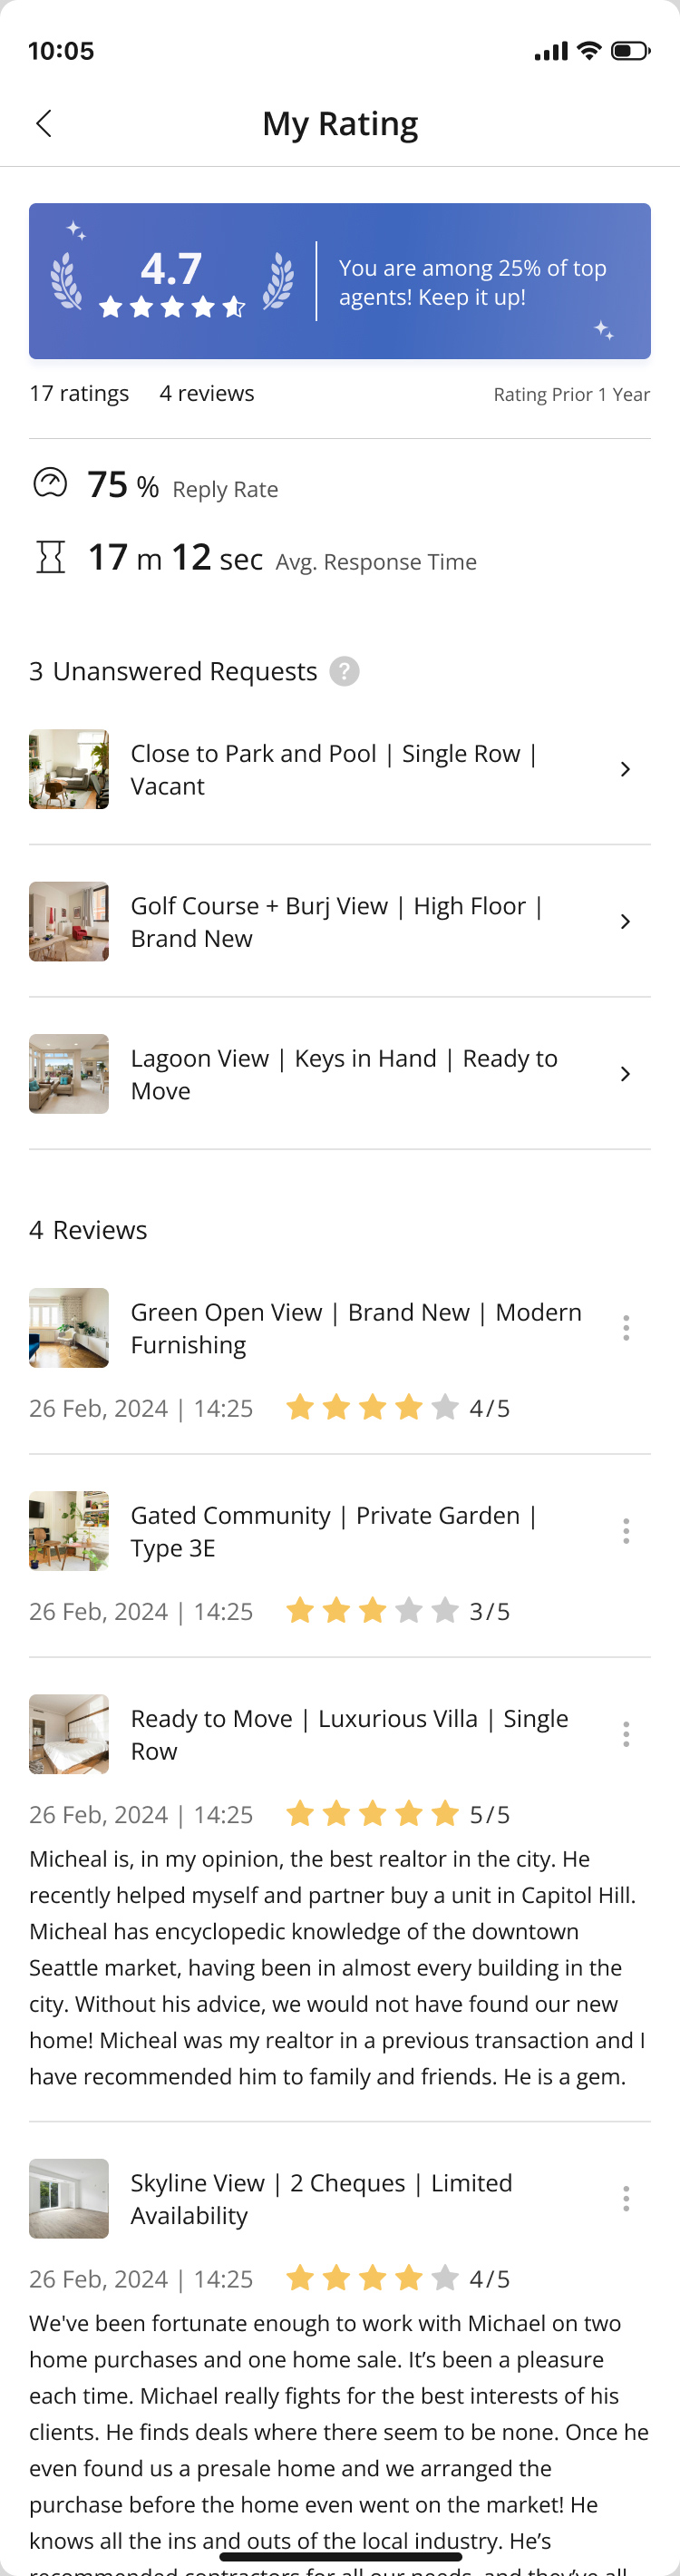 10:05
My Rating
4.7
You are among 25% of top
agents! Keep it up!
17 ratings 4 reviews Rating Prior 1 Year
75 % Reply Rate
17 m 12 sec Avg. Response Time
3 Unanswered Requests ?
Close to Park and Pool | Single Row |
Vacant
Golf Course + Burj View | High Floor |
Brand New
Lagoon View | Keys in Hand | Ready to
Move
4 Reviews
Green Open View | Brand New | Modern
Furnishing
26 Feb, 2024 | 14:25 4/5
Gated Community | Private Garden |
Type 3E
26 Feb, 2024 | 14:25 3/5
Ready to Move | Luxurious Villa | Single
Row
26 Feb, 2024 | 14:25 5/5
Micheal is, in my opinion, the best realtor in the city. He
recently helped myself and partner buy a unit in Capitol Hill.
Micheal has encyclopedic knowledge of the downtown
Seattle market, having been in almost every building in the
city. Without his advice, we would not have found our new
home! Micheal was my realtor in a previous transaction and I
have recommended him to family and friends. He is a gem.
Skyline View | 2 Cheques | Limited
Availability
26 Feb, 2024 | 14:25 4/5
We've been fortunate enough to work with Michael on two
home purchases and one home sale. It’s been a pleasure
each time. Michael really fights for the best interests of his
clients. He finds deals where there seem to be none. Once he
even found us a presale home and we arranged the
purchase before the home even went on the market! He
knows all the ins and outs of the local industry. He’s
recommended contractors for all our needs, and they’ve all